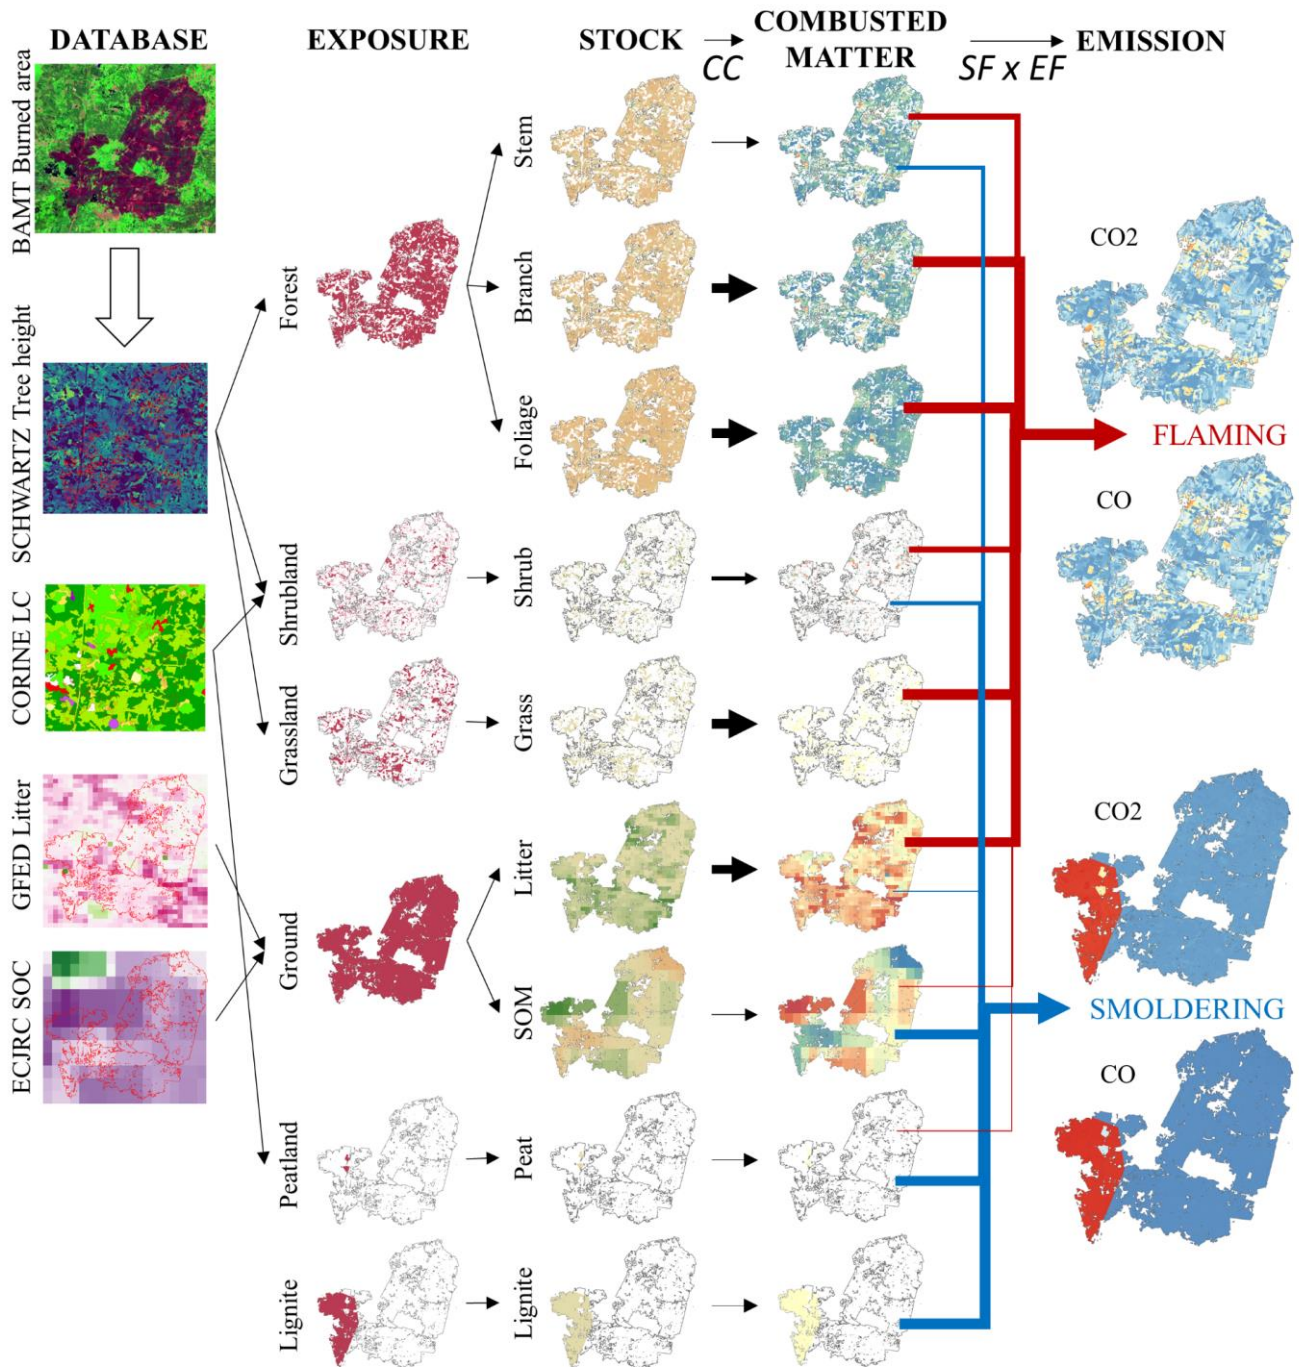 DATABASE
EXPOSURE
STOCK
CC
COMBUSTED
MATTER
SF x EF
EMISSION
BAMT Burned area
SCHWARTZ Tree height
CORINE LC
GFED Litter
ECJRC SOC
Forest
Shrubland
Grassland
Ground
Peatland
Lignite
Stem
Branch
Foliage
Shrub
Grass
Litter
SOM
Peat
Lignite
CO2
FLAMING
CO
CO2
SMOLDERING
CO